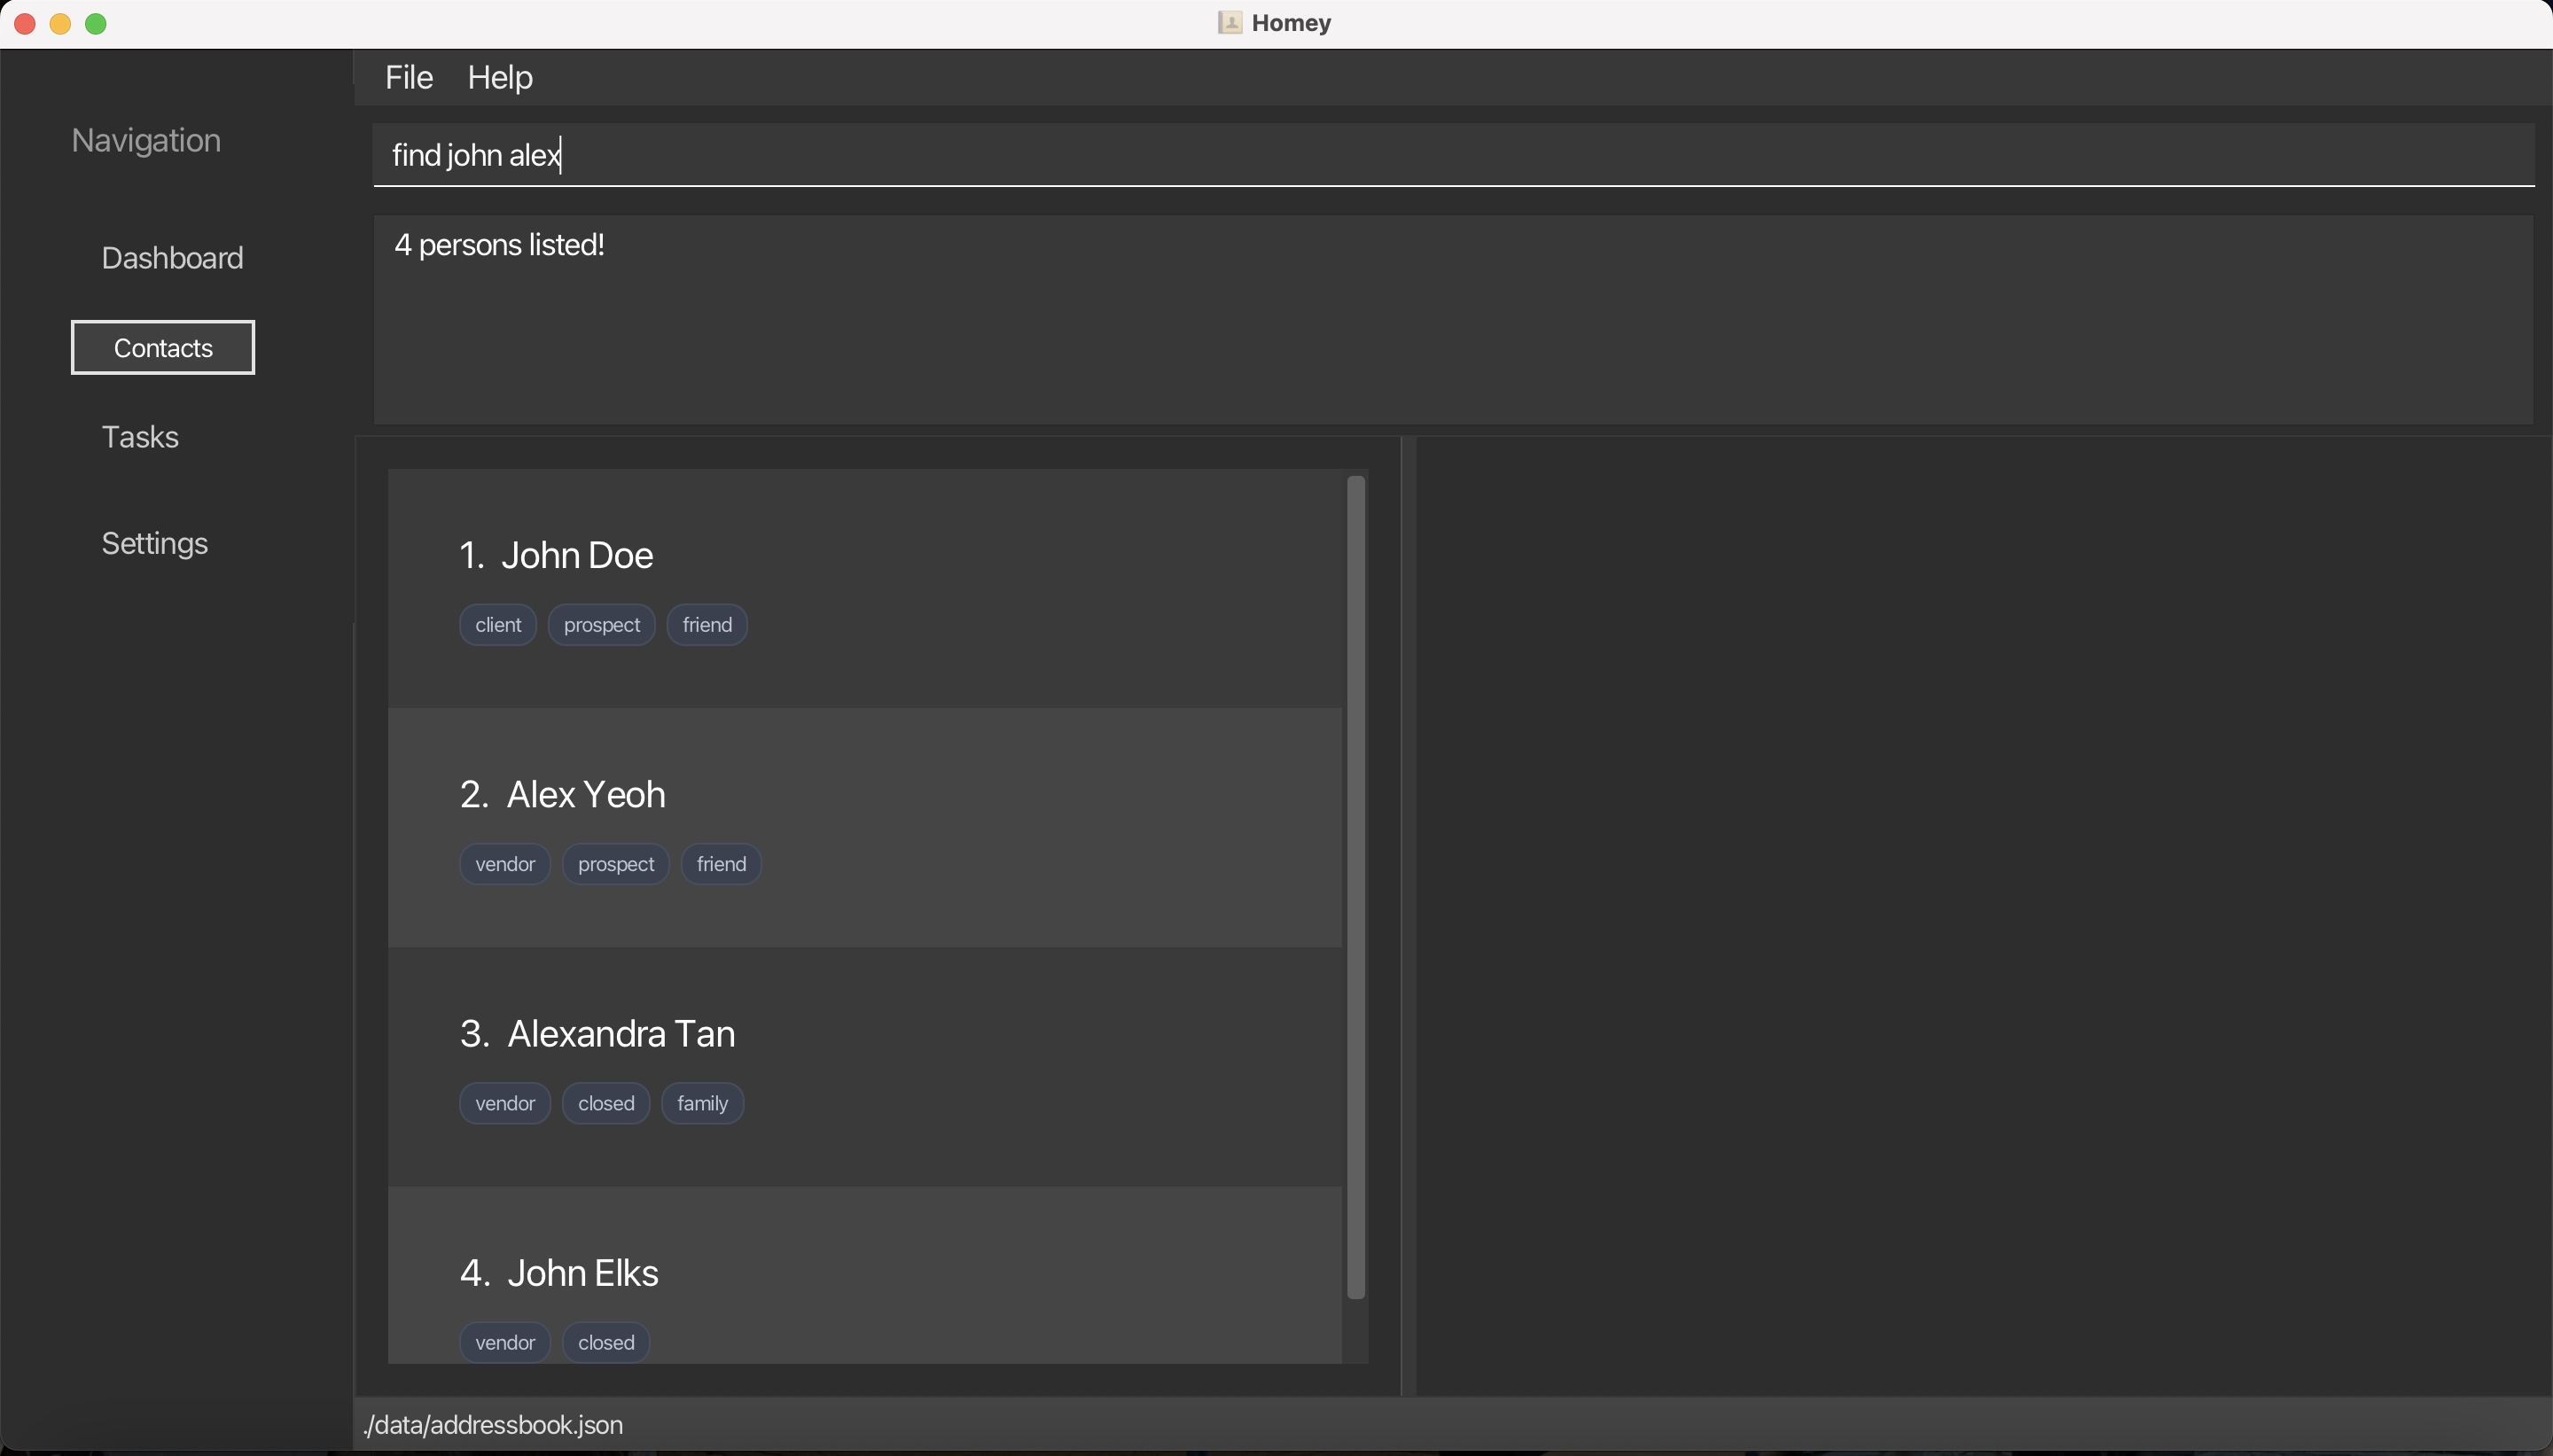 Homey
File Help
Navigation
Dashboard
Contacts
Tasks
Settings
find john alex
4 persons listed!
1. John Doe
client prospect friend
2. Alex Yeoh
vendor prospect friend
3. Alexandra Tan
vendor closed family
4. John Elks
vendor closed
./data/addressbook.json